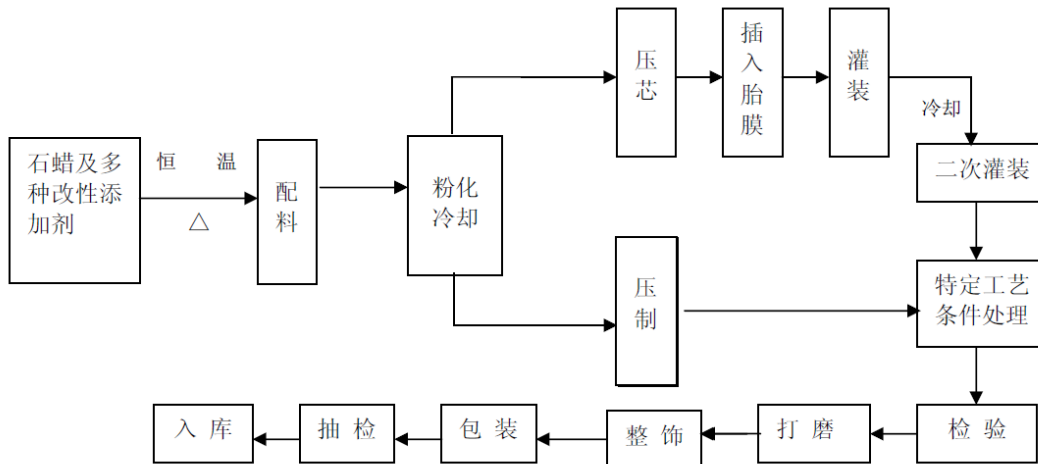 石蜡及多
种改性添
加剂
恒 温
△
配
料
粉化
冷却
压
芯
插
入
胎
膜
灌
装
冷却
二次灌装
压
制
特定工艺
条件处理
检 验
打 磨
整 饰
包 装
抽 检
入 库